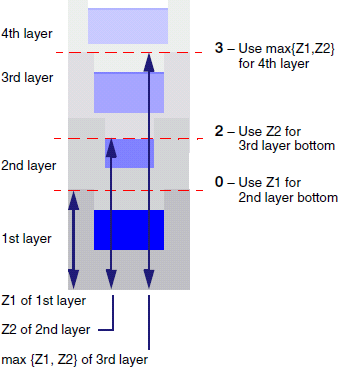 4th layer
3 – Use max{Z1,Z2}
for 4th layer
3rd layer
2 – Use Z2 for
3rd layer bottom
2nd layer
0 – Use Z1 for
2nd layer bottom
1st layer
Z1 of 1st layer
Z2 of 2nd layer
max {Z1, Z2} of 3rd layer